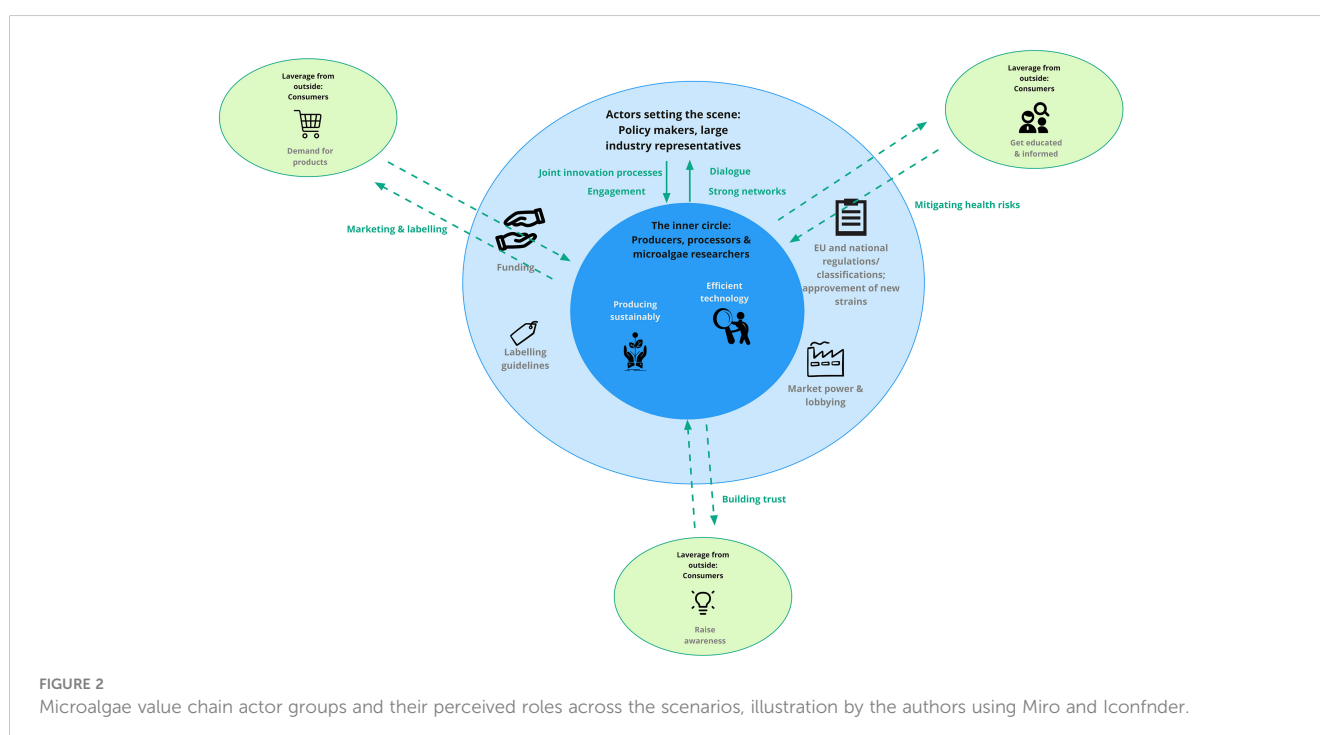 Laverage from
outside:
Consumers
Demand for
products
Laverage from
outside:
Consumers
Get educated
& informed
Actors setting the scene:
Policy makers, large
industry representatives
Joint innovation processes
Engagement
Dialogue
Strong networks
Marketing & labelling
Mitigating health risks
Funding
The inner circle:
Producers, processors &
microalgae researchers
EU and national
regulations/
classifications;
approvement of new
strains
Producing
sustainably
Efficient
technology
Labelling
guidelines
Market power &
lobbying
Building trust
Laverage from
outside:
Consumers
Raise
awareness
FIGURE 2
Microalgae value chain actor groups and their perceived roles across the scenarios, illustration by the authors using Miro and Iconfnder.